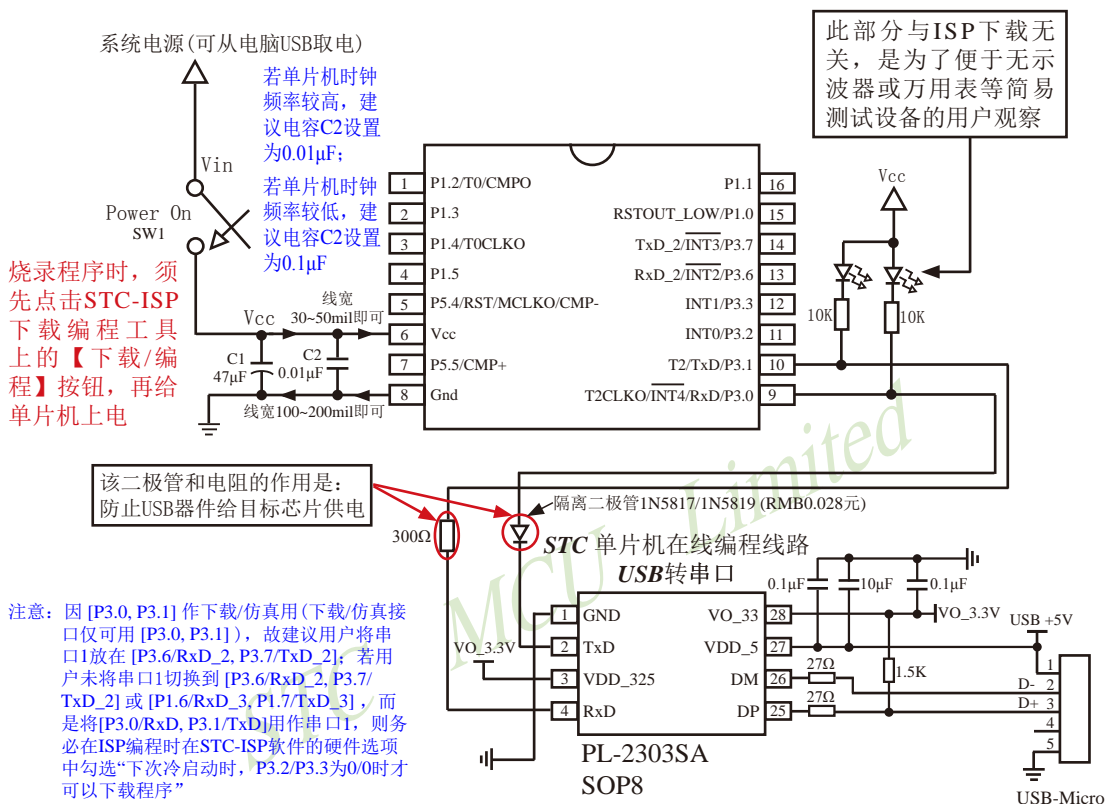 系统电源(可从电脑USB取电)
若单片机时钟
频率较高，建
议电容C2设置
为0.01μF；
若单片机时钟
频率较低，建
议电容C2设置
为0.1μF
Vin
Power On
SW1
烧录程序时，须
先点击STC-ISP
下载编程工具
上的【下载/编
程】按钮，再给
单片机上电
Vcc
线宽
30~50mil即可
C1
47μF
C2
0.01μF
线宽100~200mil即可
1 P1.2/T0/CMPO
2 P1.3
3 P1.4/T0CLKO
4 P1.5
5 P5.4/RST/MCLKO/CMP-
6 Vcc
7 P5.5/CMP+
8 Gnd
P1.1 16
RSTOUT_LOW/P1.0 15
TxD_2/INT3/P3.7 14
RxD_2/INT2/P3.6 13
INT1/P3.3 12
INT0/P3.2 11
T2/TxD/P3.1 10
T2CLKO/INT4/RxD/P3.0 9
此部分与ISP下载无
关，是为了便于无示
波器或万用表等简易
测试设备的用户观察
Vcc
10K
10K
该二极管和电阻的作用是：
防止USB器件给目标芯片供电
300Ω
隔离二极管1N5817/1N5819 (RMB0.028元)
STC 单片机在线编程线路
USB转串口
0.1μF
10μF
0.1μF
VO_3.3V
1 GND
2 TxD
3 VDD_325
4 RxD
VO_33 28
VDD_5 27
DM 26
DP 25
VO_3.3V
27Ω
27Ω
1.5K
USB +5V
1
D- 2
D+ 3
4
5
PL-2303SA
SOP8
USB-Micro
注意：因 [P3.0, P3.1] 作下载/仿真用(下载/仿真接
口仅可用 [P3.0, P3.1] )，故建议用户将串
口1放在 [P3.6/RxD_2, P3.7/TxD_2]；若用
户未将串口1切换到 [P3.6/RxD_2, P3.7/
TxD_2] 或 [P1.6/RxD_3, P1.7/TxD_3]，而
是将[P3.0/RxD, P3.1/TxD]用作串口1，则务
必在ISP编程时在STC-ISP软件的硬件选项
中勾选“下次冷启动时，P3.2/P3.3为0/0时才
可以下载程序”
STC MCU Limited